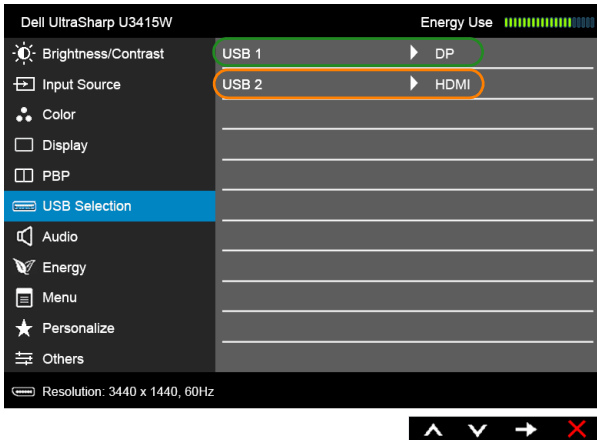 Dell UltraSharp U3415W Energy Use
Brightness/Contrast USB 1 DP
Input Source USB 2 HDMI
Color
Display
PBP
USB Selection
Audio
Energy
Menu
Personalize
Others
Resolution: 3440 x 1440, 60Hz